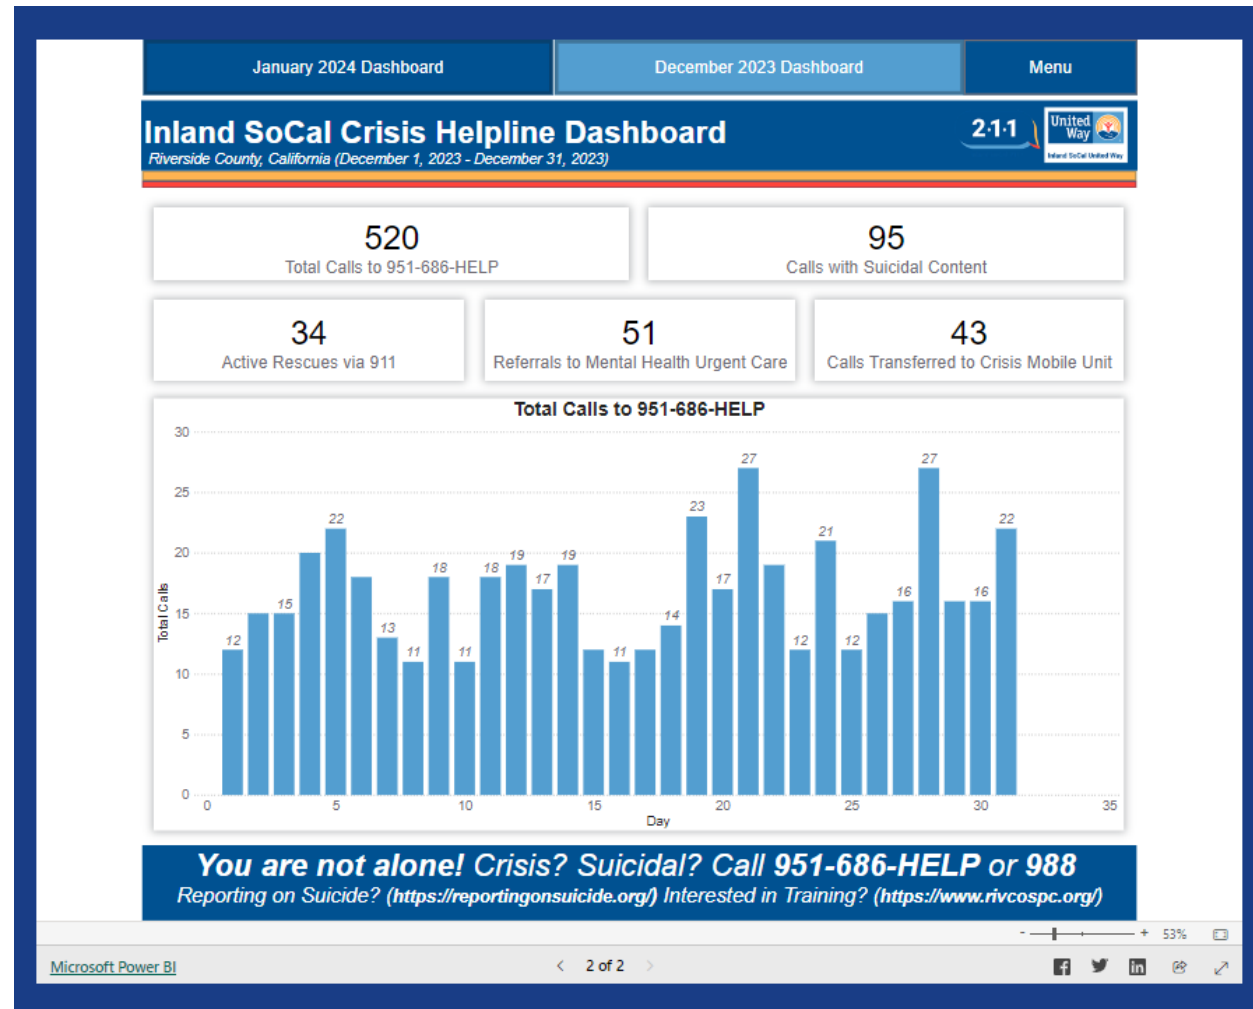 January 2024 Dashboard
December 2023 Dashboard
Menu
Inland SoCal Crisis Helpline Dashboard
Riverside County, California (December 1, 2023 - December 31, 2023)
2·1·1
United
Way
Inland SoCal United Way
520
Total Calls to 951-686-HELP
95
Calls with Suicidal Content
34
Active Rescues via 911
51
Referrals to Mental Health Urgent Care
43
Calls Transferred to Crisis Mobile Unit
Total Calls to 951-686-HELP
Total Calls
30
25
20
15
10
5
0
12
15
22
13
11
18
11
18
19
17
19
11
14
23
17
27
12
21
12
16
27
16
22
0 5 10 15 20 25 30 35
Day
You are not alone! Crisis? Suicidal? Call 951-686-HELP or 988
Reporting on Suicide? (https://reportingonsuicide.org/) Interested in Training? (https://www.rivcospc.org/)
- + 53%
Microsoft Power BI
< 2 of 2 >